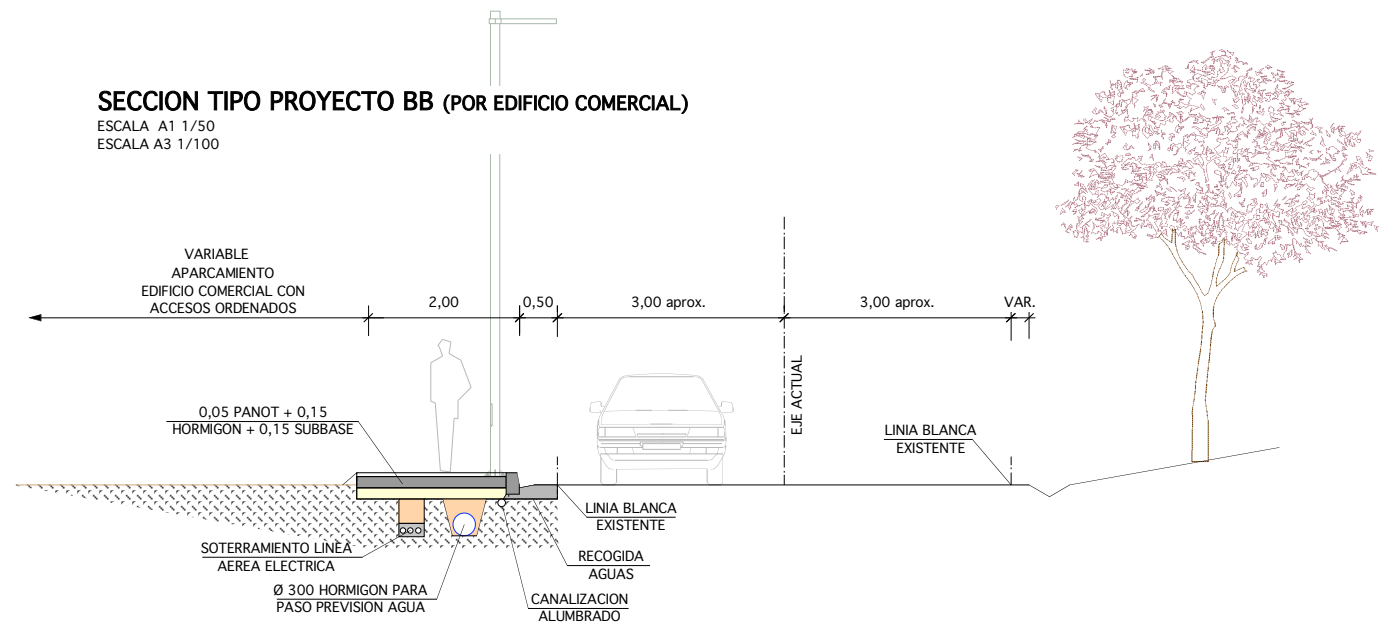 SECCION TIPO PROYECTO BB (POR EDIFICIO COMERCIAL)
ESCALA A1 1/50
ESCALA A3 1/100
VARIABLE
APARCAMIENTO
EDIFICIO COMERCIAL CON
ACCESOS ORDENADOS
2,00
0,50
3,00 aprox.
3,00 aprox.
VAR.
EJE ACTUAL
0,05 PANOT + 0,15
HORMIGON + 0,15 SUBBASE
LINIA BLANCA
EXISTENTE
LINIA BLANCA
EXISTENTE
SOTERRAMIENTO LINEA
AEREA ELECTRICA
RECOGIDA
AGUAS
Ø 300 HORMIGON PARA
PASO PREVISION AGUA
CANALIZACION
ALUMBRADO